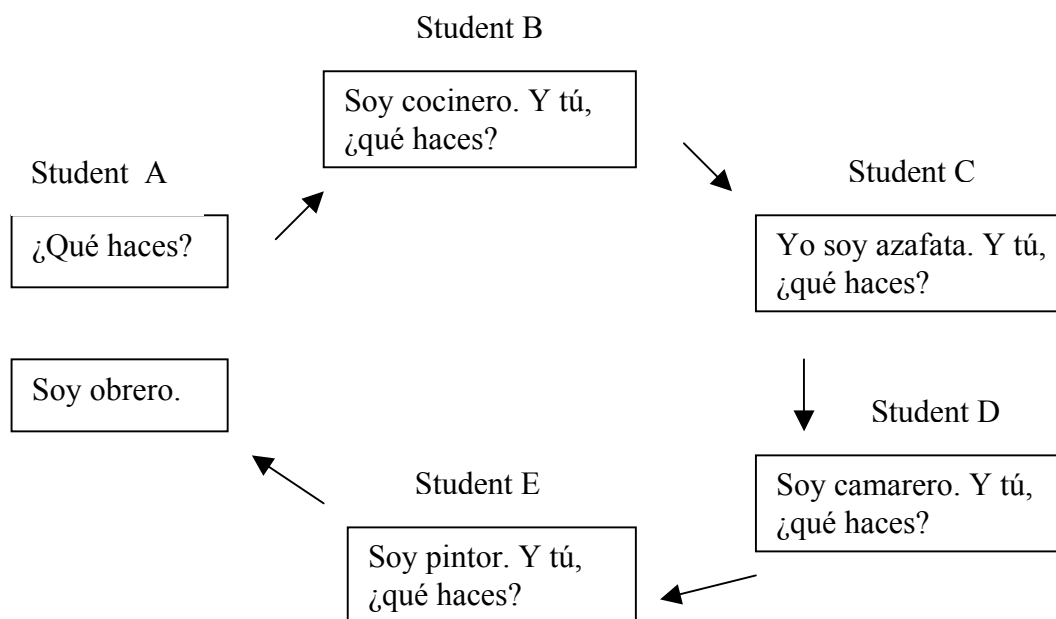 Student B
Soy cocinero. Y tú,
¿qué haces?
Student A
¿Qué haces?
Student C
Yo soy azafata. Y tú,
¿qué haces?
Student D
Soy camarero. Y tú,
¿qué haces?
Student E
Soy pintor. Y tú,
¿qué haces?
Soy obrero.